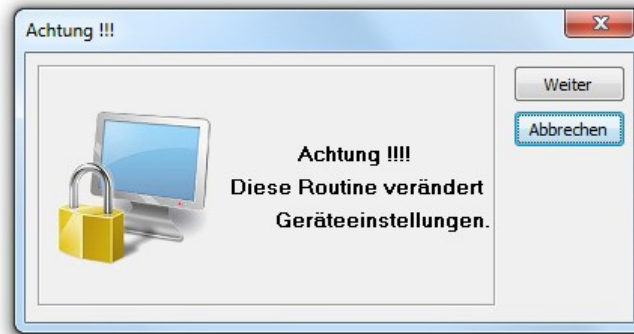 Achtung !!!
Weiter
Abbrechen
Achtung !!!!
Diese Routine verändert
Geräteeinstellungen.